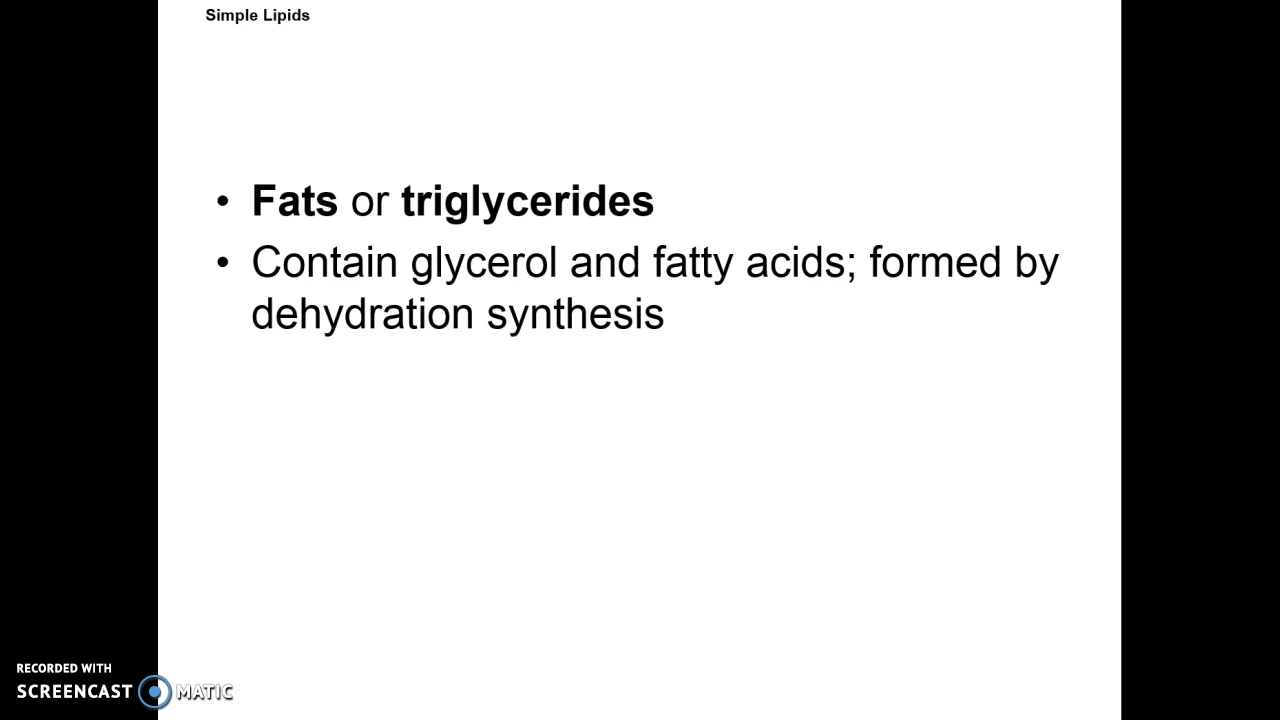 Simple Lipids
• Fats or triglycerides
• Contain glycerol and fatty acids; formed by
dehydration synthesis
RECORDED WITH
SCREENCAST MATIC